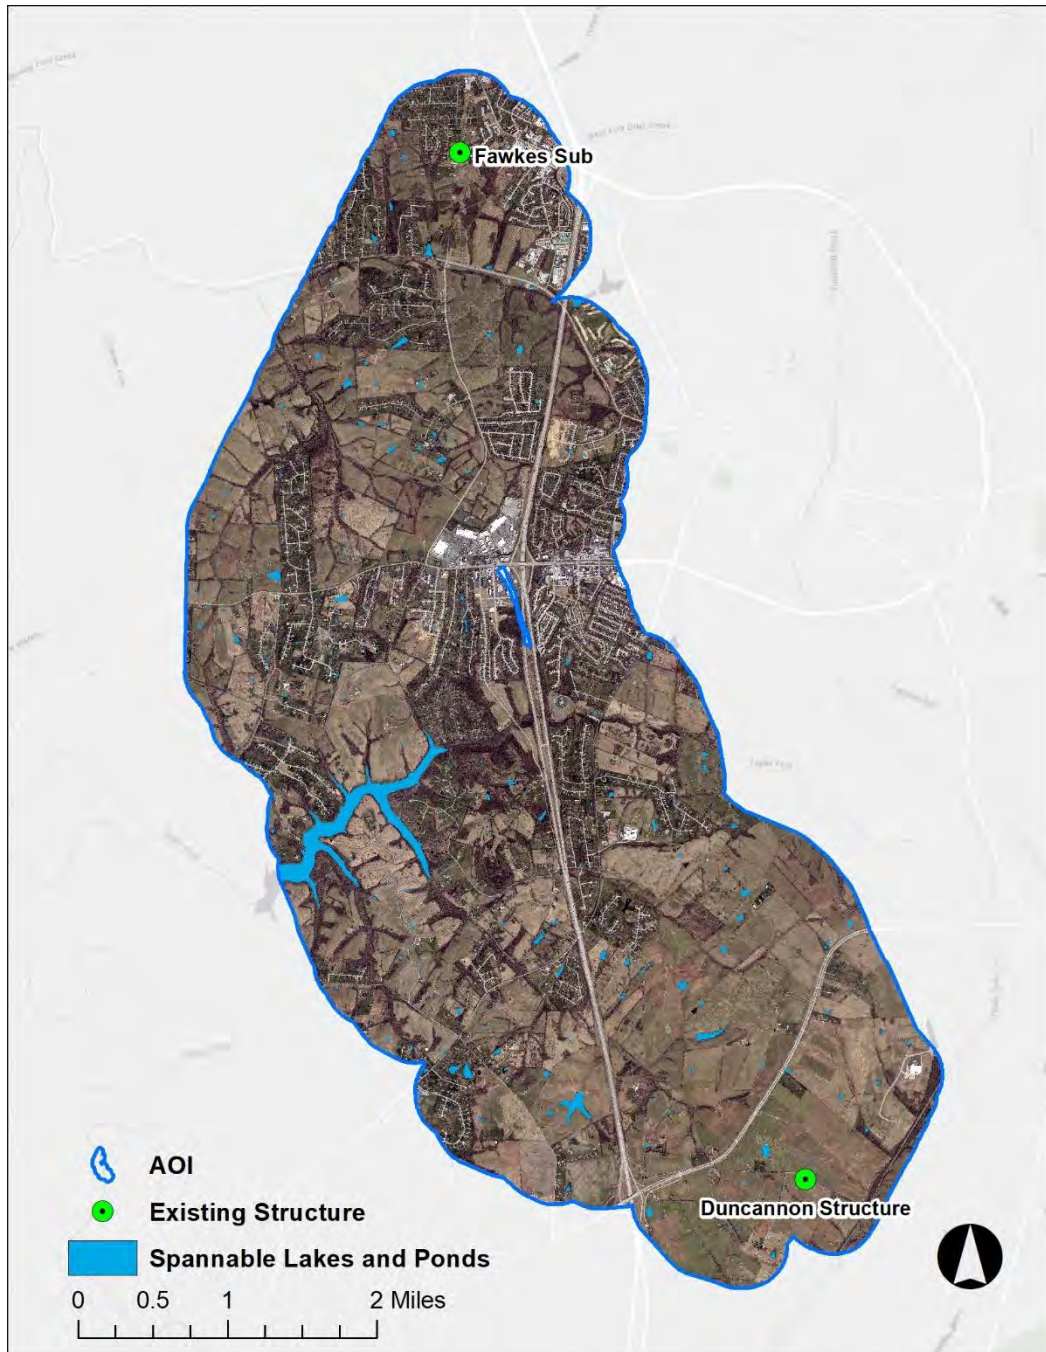 Fawkes Sub
Duncannon Structure
AOI
Existing Structure
Spannable Lakes and Ponds
0 0.5 1 2 Miles